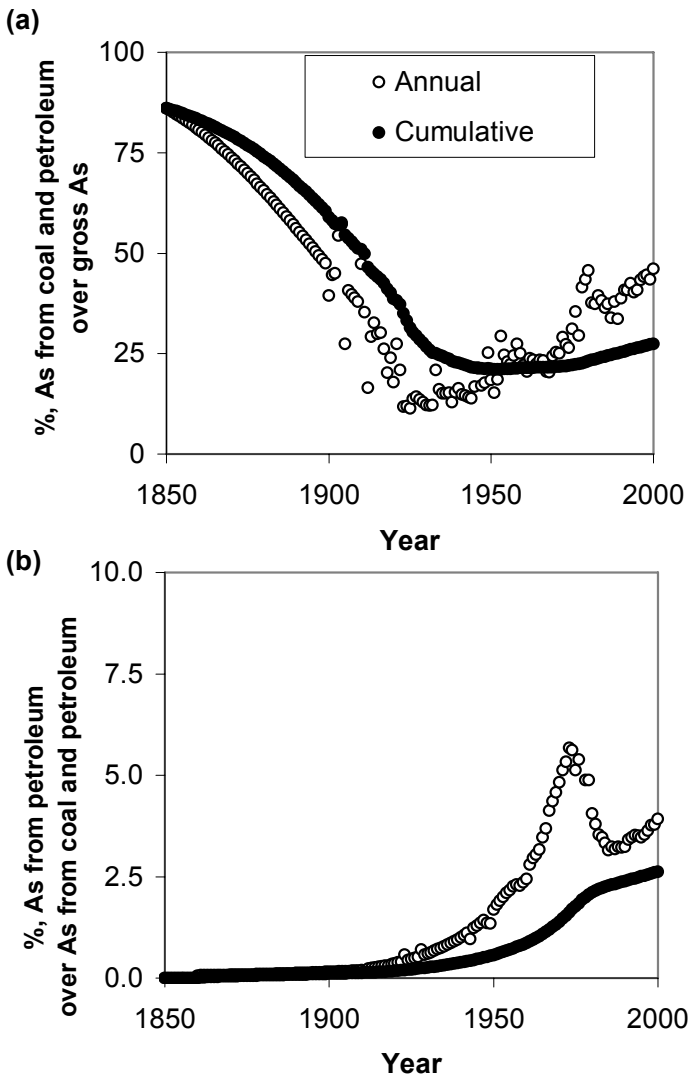 (a)
%, As from coal and petroleum
over gross As
100
75
50
25
0
Annual
Cumulative
1850
1900
1950
2000
Year
(b)
%, As from petroleum
over As from coal and petroleum
10.0
7.5
5.0
2.5
0.0
1850
1900
1950
2000
Year